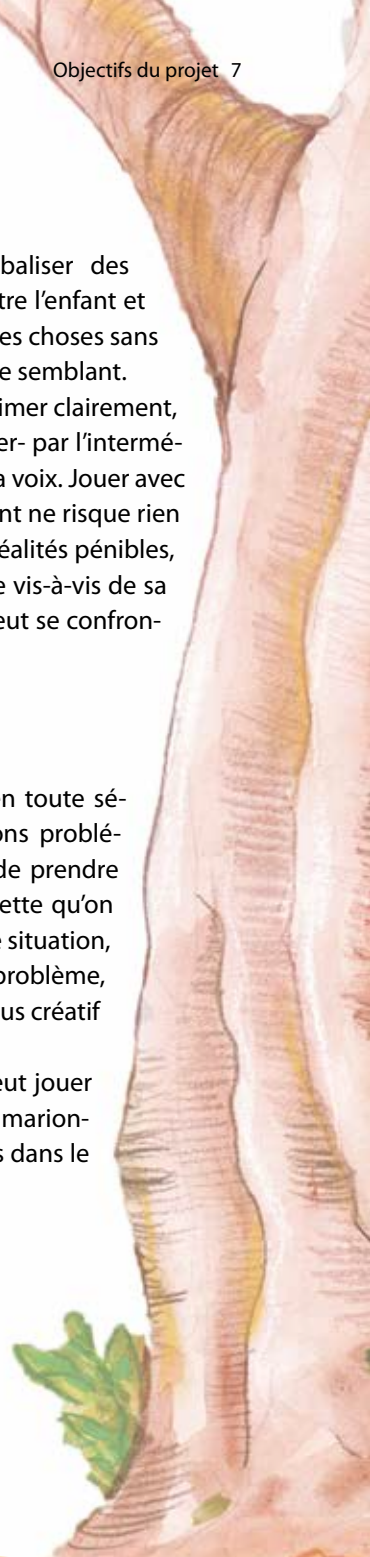 Objectifs du projet 7
baliser des
tre l’enfant et
es choses sans
e semblant.
imer clairement,
er- par l’intermé-
a voix. Jouer avec
nt ne risque rien
éalités pénibles,
e vis-à-vis de sa
eut se confron-
n toute sé-
ons problé-
de prendre
ette qu’on
e situation,
problème,
us créatif
eut jouer
marion-
s dans le